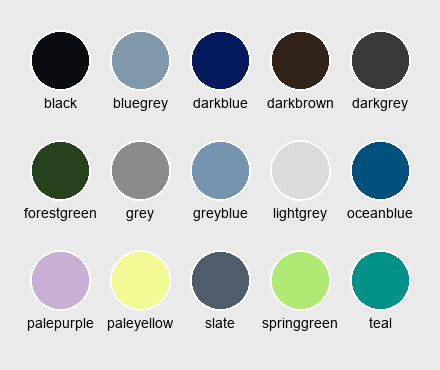 black bluegrey darkblue darkbrown darkgrey
forestgreen grey greyblue lightgrey oceanblue
palepurple paleyellow slate springgreen teal